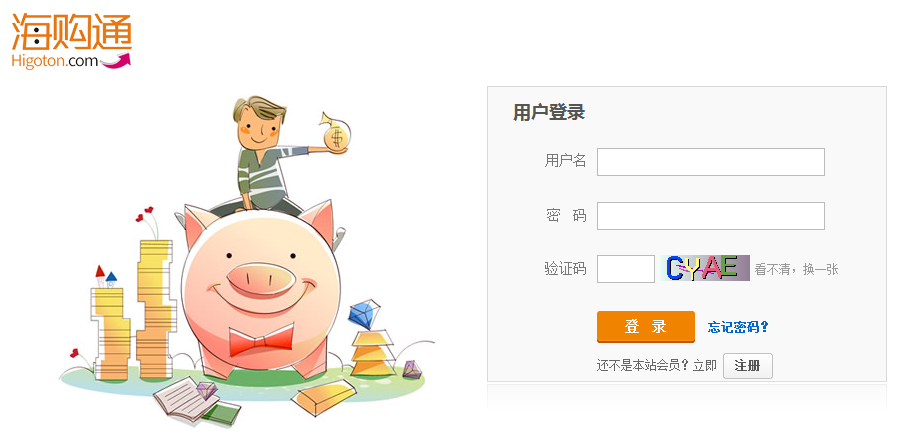 海购通
Higoton.com
用户登录
用户名
密 码
验证码
CYAE
看不清，换一张
登 录
忘记密码?
还不是本站会员? 立即
注册
$